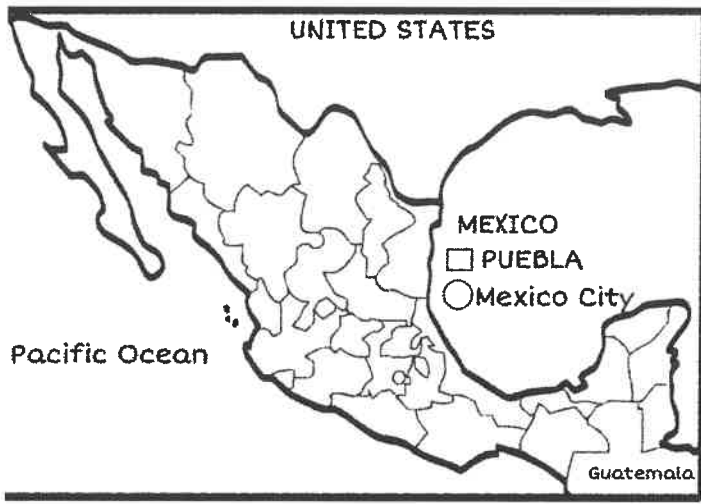 UNITED STATES
MEXICO
PUEBLA
Mexico City
Pacific Ocean
Guatemala